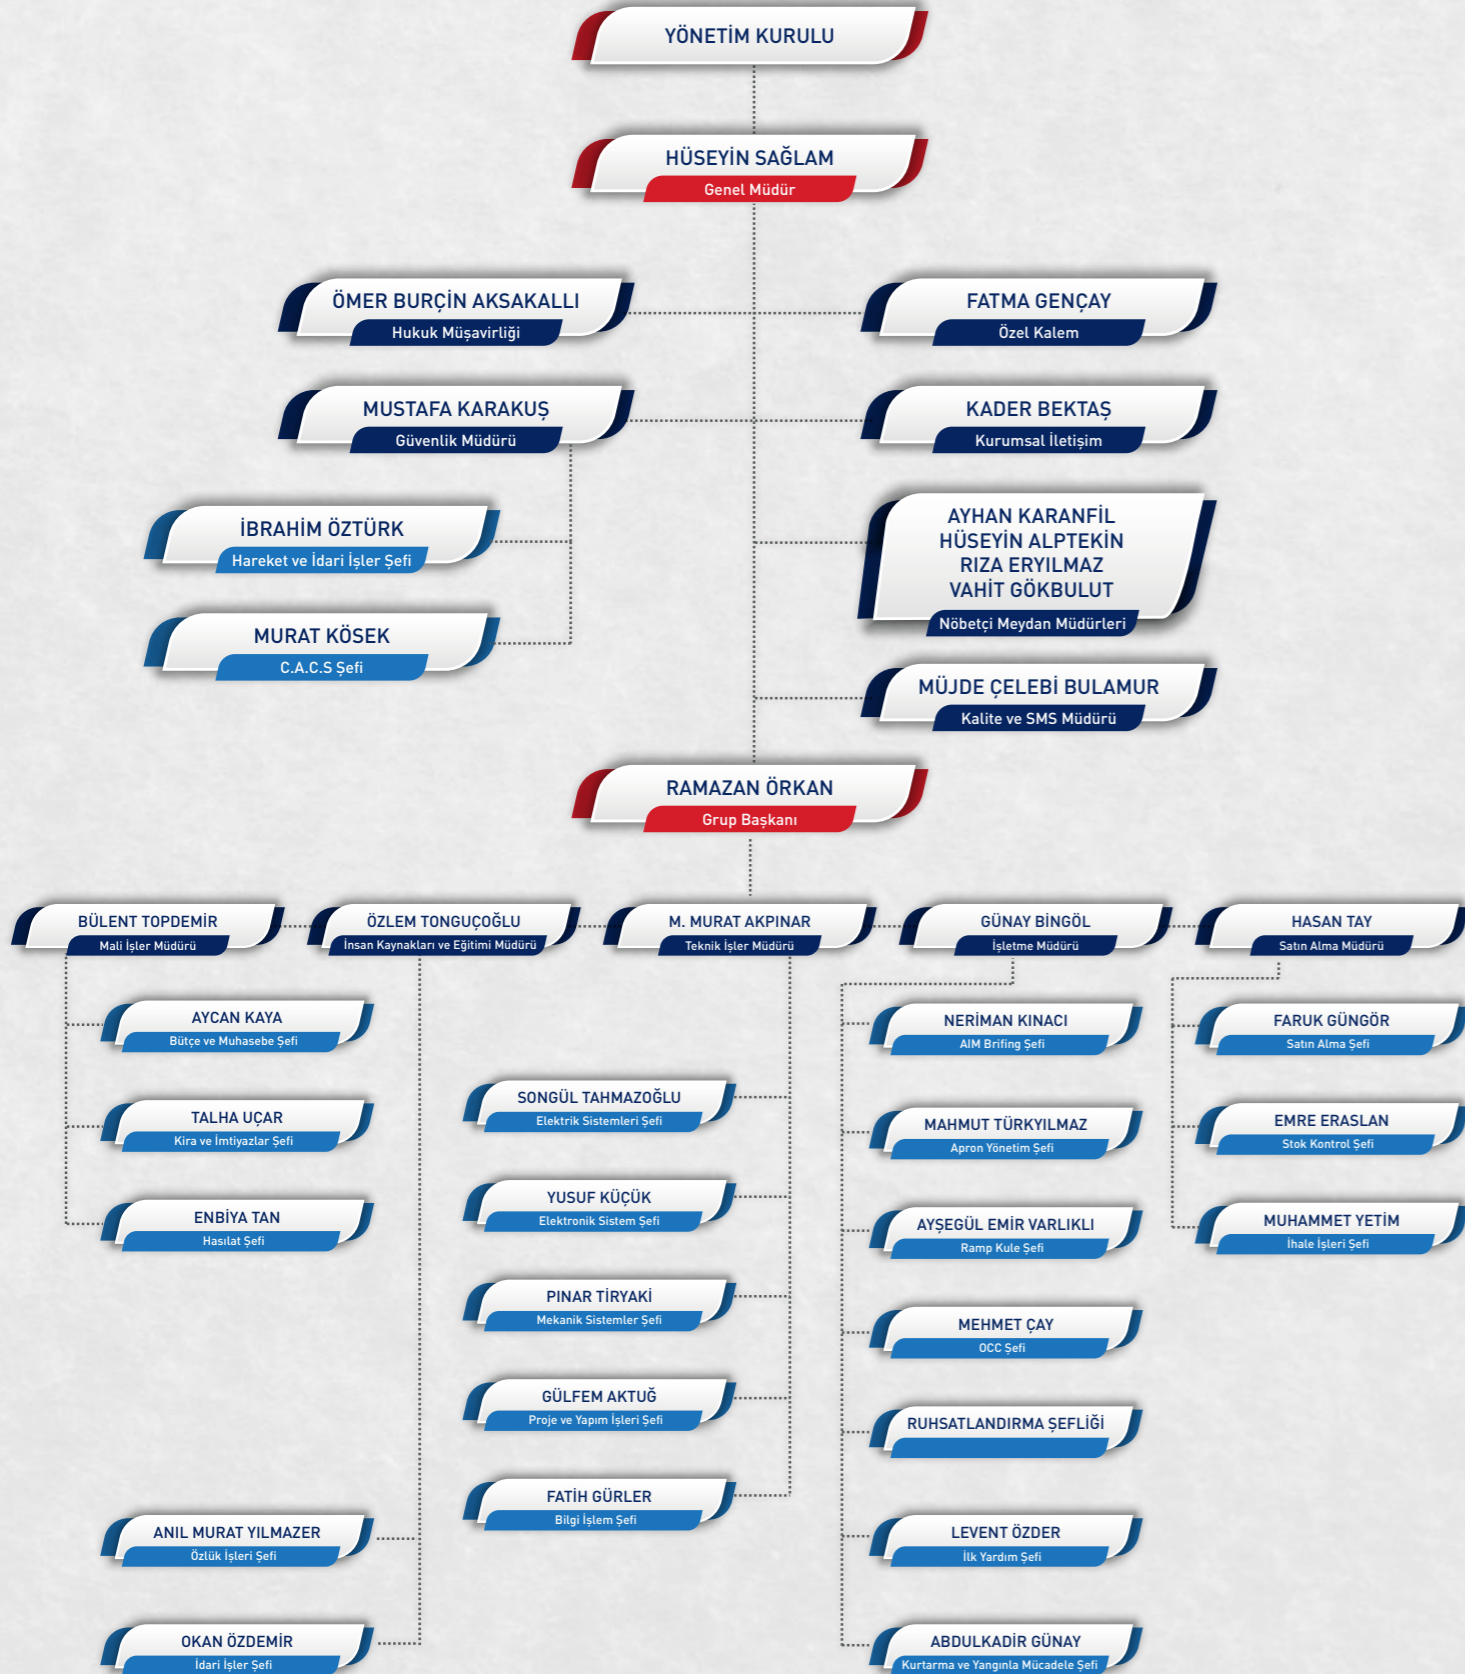 YÖNETİM KURULU
HÜSEYİN SAĞLAM
Genel Müdür
ÖMER BURÇİN AKSAKALLI
Hukuk Müşavirliği
FATMA GENÇAY
Özel Kalem
MUSTAFA KARAKUŞ
Güvenlik Müdürü
KADER BEKTAŞ
Kurumsal İletişim
İBRAHİM ÖZTÜRK
Hareket ve İdari İşler Şefi
MURAT KÖSEK
C.A.C.S Şefi
AYHAN KARANFİL
HÜSEYİN ALPTEKİN
RIZA ERYILMAZ
VAHİT GÖKBULUT
Nöbetçi Meydan Müdürleri
MÜJDE ÇELEBİ BULAMUR
Kalite ve SMS Müdürü
RAMAZAN ÖRKAN
Grup Başkanı
BÜLENT TOPDEMİR
Mali İşler Müdürü
AYCAN KAYA
Bütçe ve Muhasebe Şefi
TALHA UÇAR
Kira ve İmtiyazlar Şefi
ENBİYA TAN
Hasılat Şefi
ÖZLEM TONGUÇOĞLU
İnsan Kaynakları ve Eğitimi Müdürü
ANIL MURAT YILMAZER
Özlük İşleri Şefi
OKAN ÖZDEMİR
İdari İşler Şefi
M. MURAT AKPINAR
Teknik İşler Müdürü
SONGÜL TAHMAZOĞLU
Elektrik Sistemleri Şefi
YUSUF KÜÇÜK
Elektronik Sistem Şefi
PINAR TİRYAKİ
Mekanik Sistemler Şefi
GÜLFEM AKTUĞ
Proje ve Yapım İşleri Şefi
FATİH GÜRLER
Bilgi İşlem Şefi
GÜNAY BİNGÖL
İşletme Müdürü
NERİMAN KINACI
AIM Brifing Şefi
MAHMUT TÜRKYILMAZ
Apron Yönetim Şefi
AYŞEGÜL EMİR VARLIKLI
Ramp Kule Şefi
MEHMET ÇAY
OCC Şefi
RUHSATLANDIRMA ŞEFLİĞİ
LEVENT ÖZDER
İlk Yardım Şefi
ABDULKADİR GÜNAY
Kurtarma ve Yangınla Mücadele Şefi
HASAN TAY
Satın Alma Müdürü
FARUK GÜNGÖR
Satın Alma Şefi
EMRE ERASLAN
Stok Kontrol Şefi
MUHAMMET YETİM
İhale İşleri Şefi